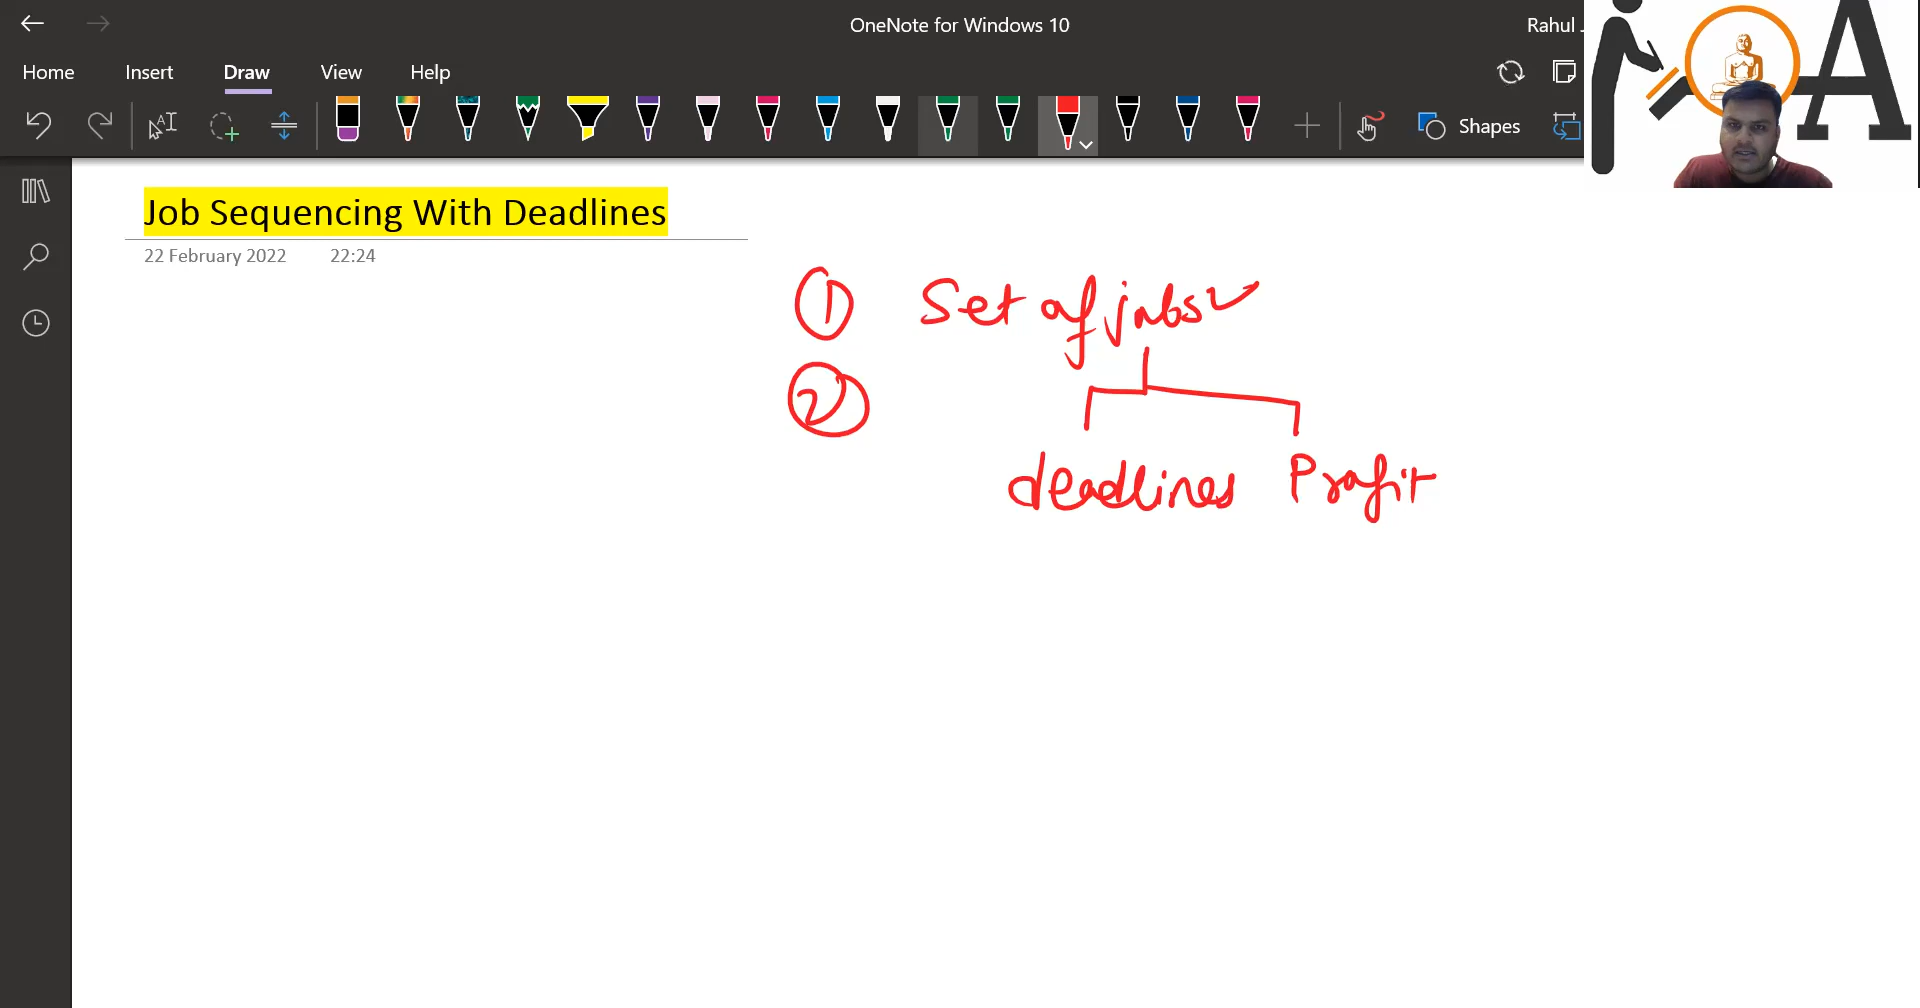 OneNote for Windows 10
Rahul J
Home Insert Draw View Help
Shapes
A
Job Sequencing With Deadlines
22 February 2022 22:24
① Set of jobs ✓
②
deadlines Profit